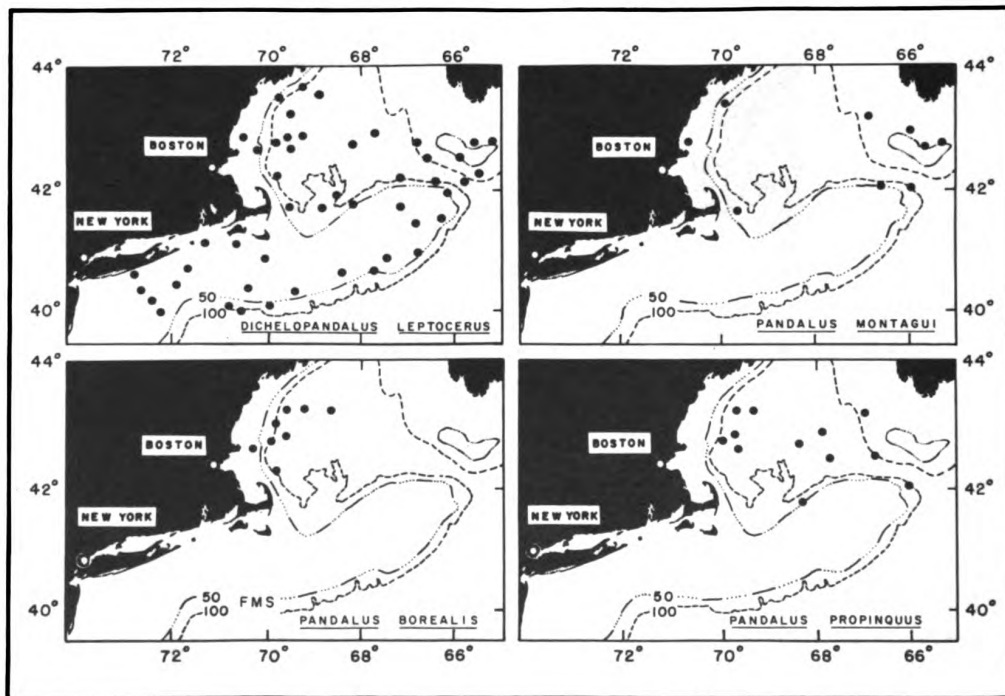 72° 70° 68° 66°
72° 70° 68° 66°
44°
44°
BOSTON
BOSTON
42°
42°
NEW YORK
NEW YORK
40°
50
100
DICHELOPANDALUS LEPTOCERUS
50
100
PANDALUS MONTAGUI
40°
44°
44°
BOSTON
BOSTON
42°
42°
NEW YORK
NEW YORK
40°
50 FMS
100
PANDALUS BOREALIS
50
100
PANDALUS PROPINQUUS
40°
72° 70° 68° 66°
72° 70° 68° 66°